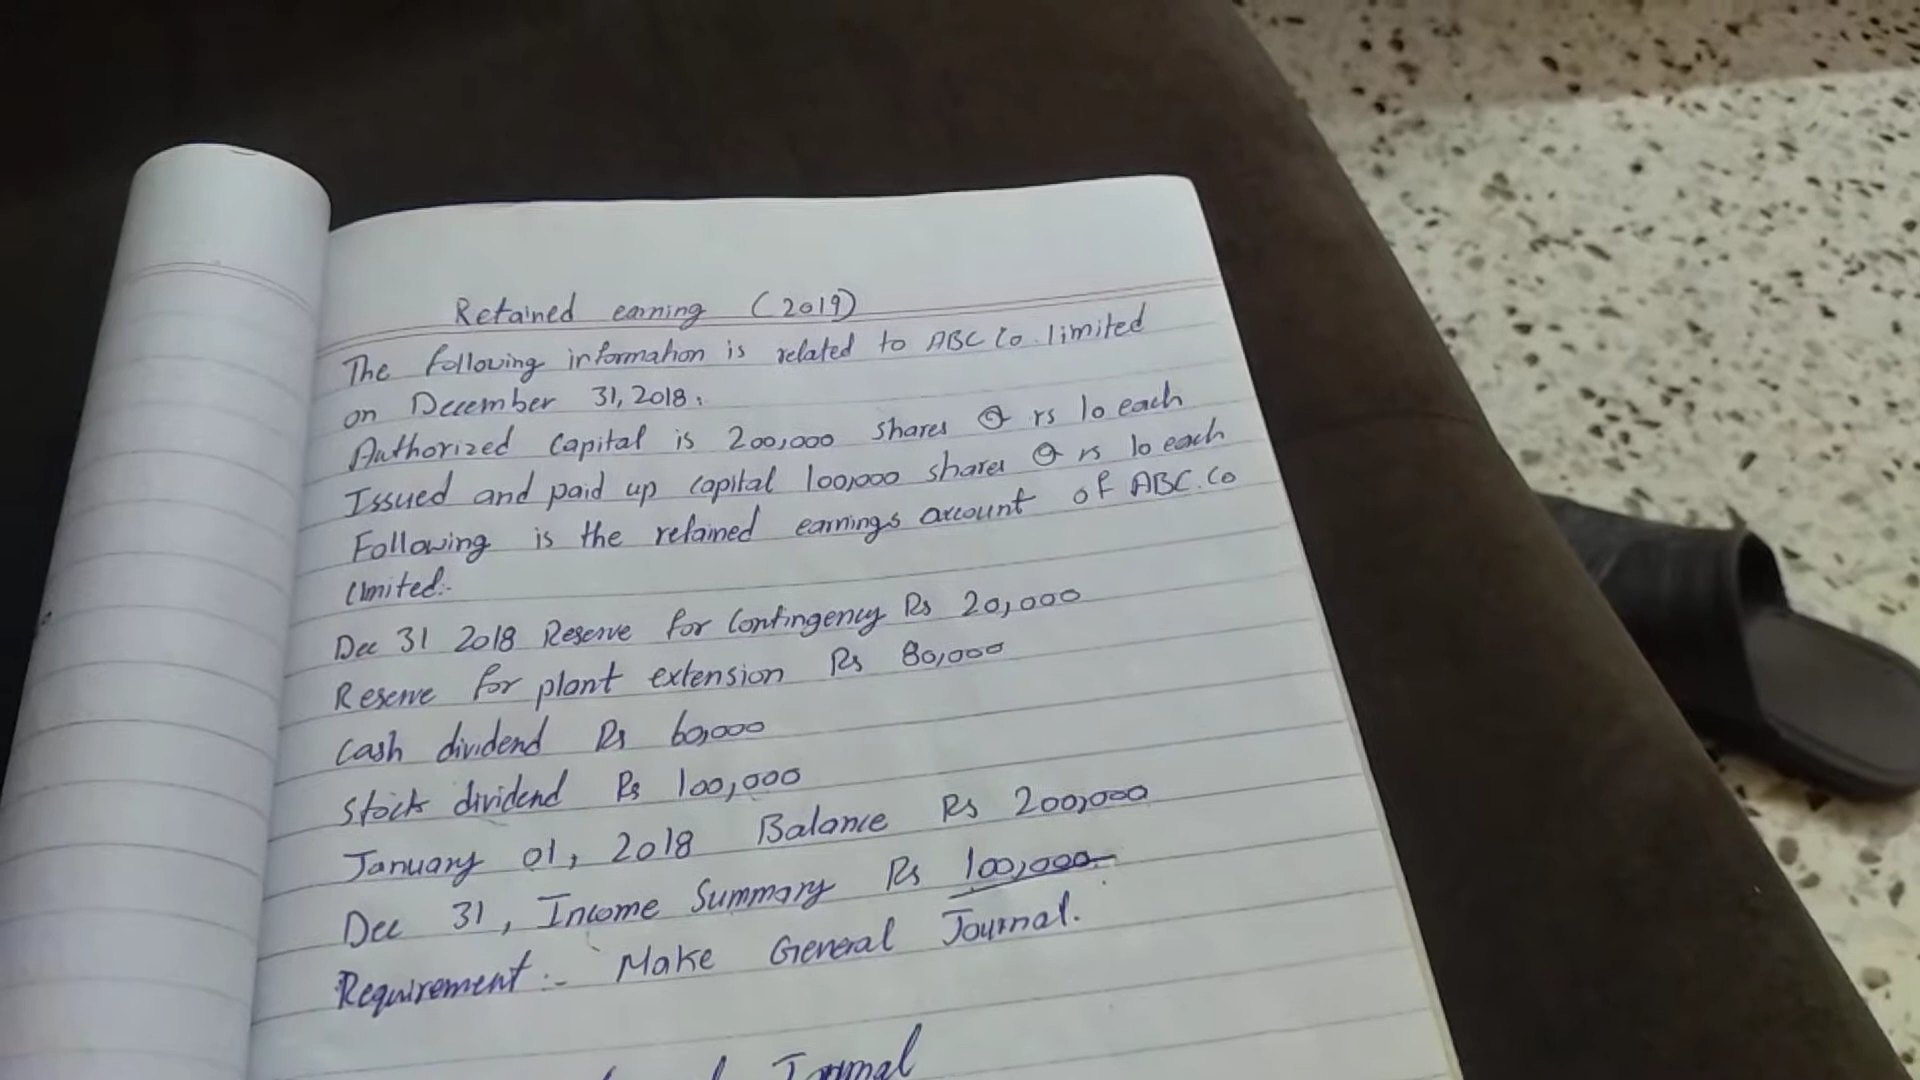 Retained earning (2019)
The following information is related to ABC Co. limited
on December 31, 2018.
Authorized Capital is 200,000 shares @ rs 10 each
Issued and paid up capital 100,000 shares @ rs 10 each
Following is the retained earnings account of ABC. Co
limited:-
Dec 31 2018 Reserve for Contingency Rs 20,000
Reserve for plant extension Rs 80,000
Cash dividend Rs 60,000
Stock dividend Rs 100,000
January 01, 2018 Balance Rs 200,000
Dec 31, Income Summary Rs 100,000
Requirement:- Make General Journal.
Journal